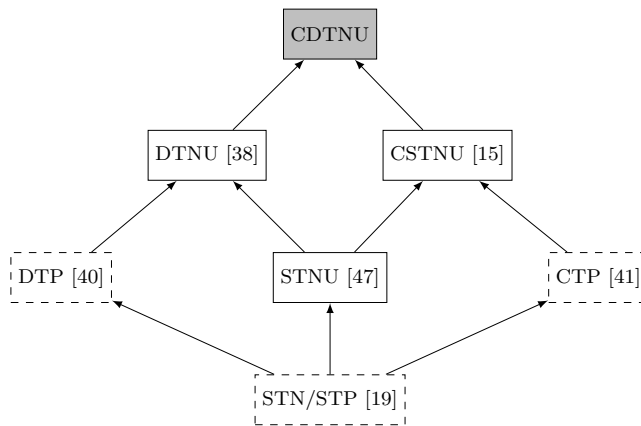 CDTNU
DTNU [38]
CSTNU [15]
DTP [40]
STNU [47]
CTP [41]
STN/STP [19]